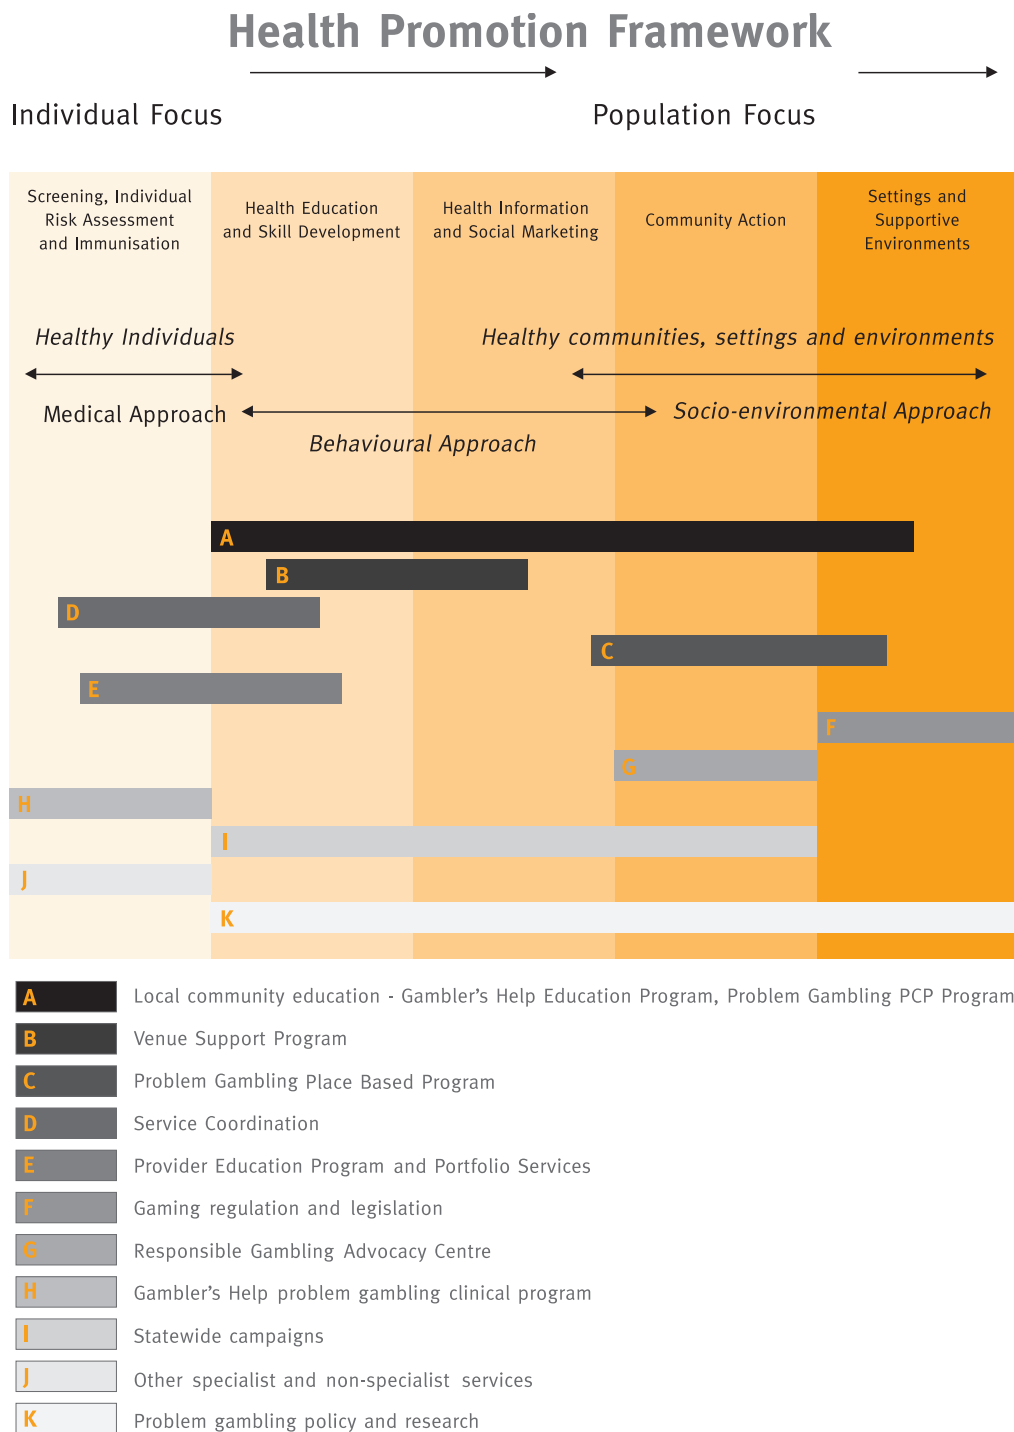 Health Promotion Framework
Individual Focus
Population Focus
Screening, Individual
Risk Assessment
and Immunisation
Health Education
and Skill Development
Health Information
and Social Marketing
Community Action
Settings and
Supportive
Environments
Healthy Individuals
Healthy communities, settings and environments
Medical Approach
Socio-environmental Approach
Behavioural Approach
A
B
D
C
E
F
G
H
I
J
K
A Local community education - Gambler’s Help Education Program, Problem Gambling PCP Program
B Venue Support Program
C Problem Gambling Place Based Program
D Service Coordination
E Provider Education Program and Portfolio Services
F Gaming regulation and legislation
G Responsible Gambling Advocacy Centre
H Gambler’s Help problem gambling clinical program
I Statewide campaigns
J Other specialist and non-specialist services
K Problem gambling policy and research